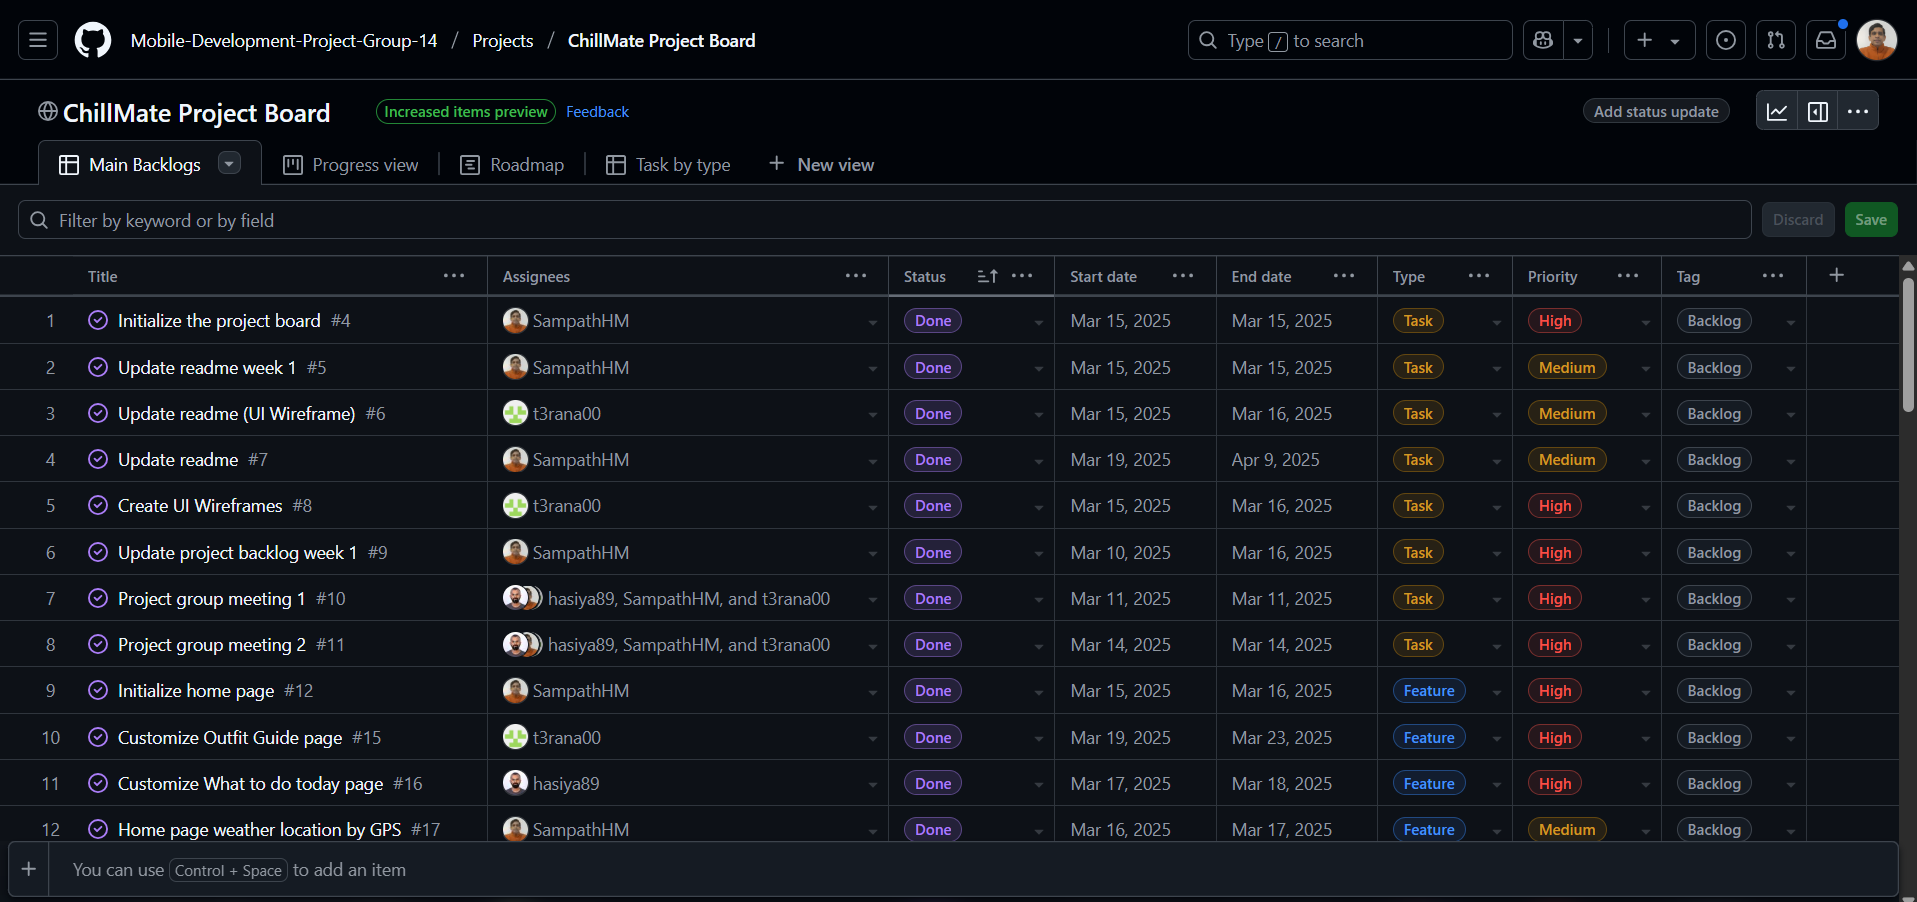 Mobile-Development-Project-Group-14 / Projects / ChillMate Project Board Type / to search
ChillMate Project Board Increased items preview Feedback Add status update
Main Backlogs Progress view Roadmap Task by type + New view
Filter by keyword or by field Discard Save
Title Assignees Status Start date End date Type Priority Tag
1 Initialize the project board #4 SampathHM Done Mar 15, 2025 Mar 15, 2025 Task High Backlog
2 Update readme week 1 #5 SampathHM Done Mar 15, 2025 Mar 15, 2025 Task Medium Backlog
3 Update readme (UI Wireframe) #6 t3rana00 Done Mar 15, 2025 Mar 16, 2025 Task Medium Backlog
4 Update readme #7 SampathHM Done Mar 19, 2025 Apr 9, 2025 Task Medium Backlog
5 Create UI Wireframes #8 t3rana00 Done Mar 15, 2025 Mar 16, 2025 Task High Backlog
6 Update project backlog week 1 #9 SampathHM Done Mar 10, 2025 Mar 16, 2025 Task High Backlog
7 Project group meeting 1 #10 hasiya89, SampathHM, and t3rana00 Done Mar 11, 2025 Mar 11, 2025 Task High Backlog
8 Project group meeting 2 #11 hasiya89, SampathHM, and t3rana00 Done Mar 14, 2025 Mar 14, 2025 Task High Backlog
9 Initialize home page #12 SampathHM Done Mar 15, 2025 Mar 16, 2025 Feature High Backlog
10 Customize Outfit Guide page #15 t3rana00 Done Mar 19, 2025 Mar 23, 2025 Feature High Backlog
11 Customize What to do today page #16 hasiya89 Done Mar 17, 2025 Mar 18, 2025 Feature High Backlog
12 Home page weather location by GPS #17 SampathHM Done Mar 16, 2025 Mar 17, 2025 Feature Medium Backlog
+ You can use Control + Space to add an item